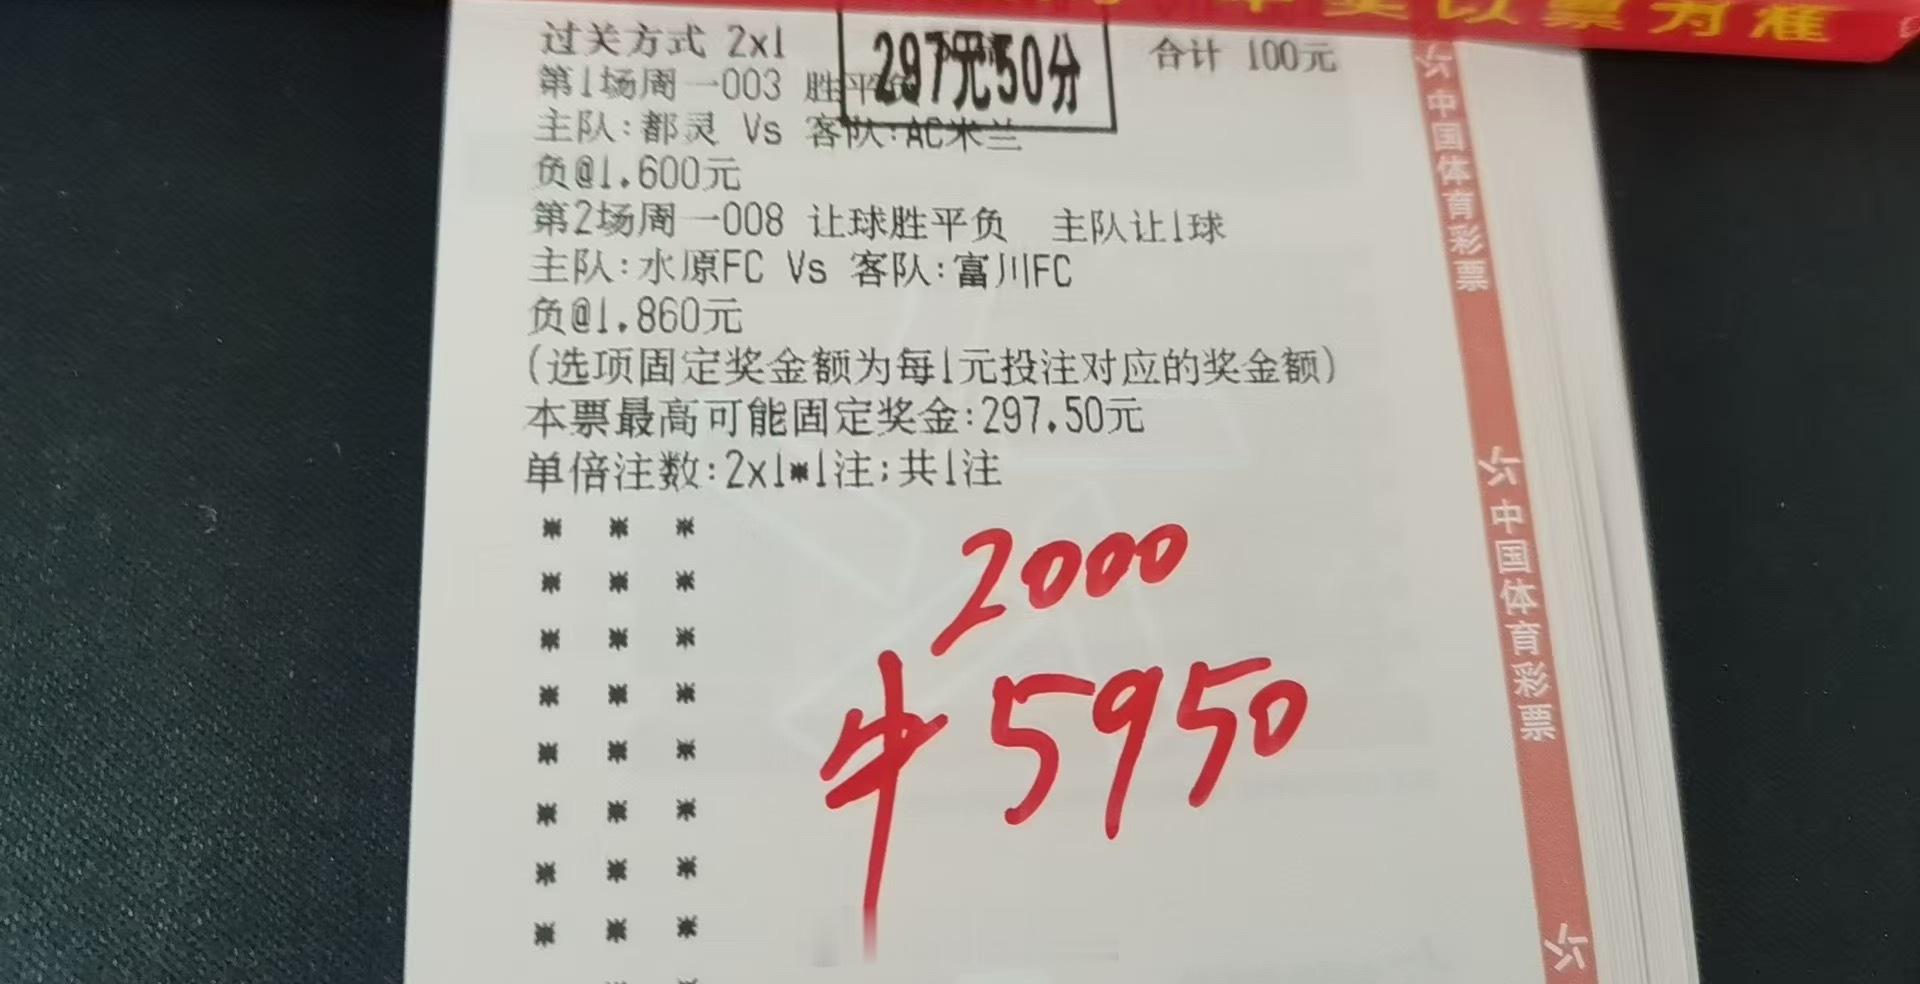 奖以票为准
过关方式 2x1
297元50分
合计 100元
第1场周一003 胜平负
主队:都灵 Vs 客队:AC米兰
负@1.600元
第2场周一008 让球胜平负 主队让1球
主队:水原FC Vs 客队:富川FC
负@1.860元
(选项固定奖金额为每1元投注对应的奖金额)
本票最高可能固定奖金:297.50元
单倍注数:2x1*1注;共1注
2000
中5950
中国体育彩票
中国体育彩票